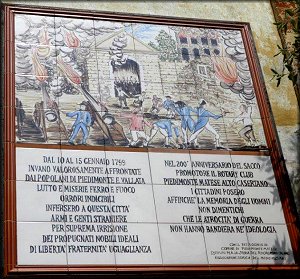 DAL 10 AL 15 GENNAIO 1799
INVANO VALOROSAMENTE AFFRONTATE
DAI POPOLANI DI PIEDIMONTE E VALLATA
LUTTO E MISERIE FERRO E FUOCO
ORRORI INDICIBILI
INFERSERO A QUESTA CITTÀ
ARMI E GENTI STRANIERE
PER SUPREMA IRRISIONE
DEI PROPUGNATI NOBILI IDEALI
DI LIBERTÀ FRATERNITÀ UGUAGLIANZA
NEL 200° ANNIVERSARIO DEL SACCO
PROMOTORE IL ROTARY CLUB
PIEDIMONTE MATESE ALTO CASERTANO
I CITTADINI POSERO
AFFINCHÈ LA MEMORIA DEGLI UOMINI
NON DIMENTICHI
CHE LE ATROCITÀ DI GUERRA
NON HANNO BANDIERA NE IDEOLOGIA